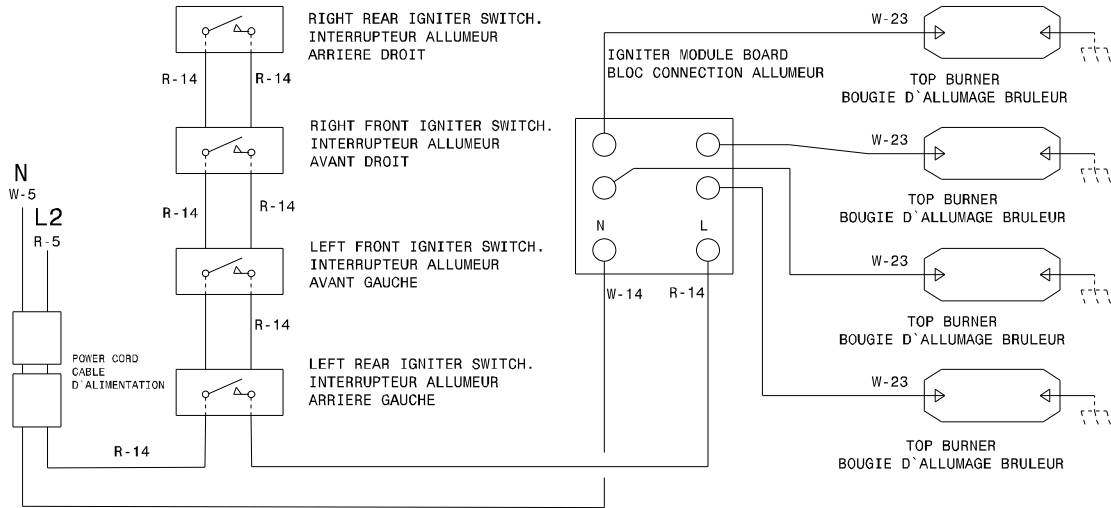 RIGHT REAR IGNITER SWITCH.
INTERRUPTEUR ALLUMEUR
ARRIERE DROIT
R-14
R-14
RIGHT FRONT IGNITER SWITCH.
INTERRUPTEUR ALLUMEUR
AVANT DROIT
R-14
R-14
LEFT FRONT IGNITER SWITCH.
INTERRUPTEUR ALLUMEUR
AVANT GAUCHE
R-14
LEFT REAR IGNITER SWITCH.
INTERRUPTEUR ALLUMEUR
ARRIERE GAUCHE
N
W-5
L2
R-5
POWER CORD
CABLE
D`ALIMENTATION
R-14
IGNITER MODULE BOARD
BLOC CONNECTION ALLUMEUR
N
L
W-14
R-14
W-23
TOP BURNER
BOUGIE D`ALLUMAGE BRULEUR
W-23
TOP BURNER
BOUGIE D`ALLUMAGE BRULEUR
W-23
TOP BURNER
BOUGIE D`ALLUMAGE BRULEUR
W-23
TOP BURNER
BOUGIE D`ALLUMAGE BRULEUR